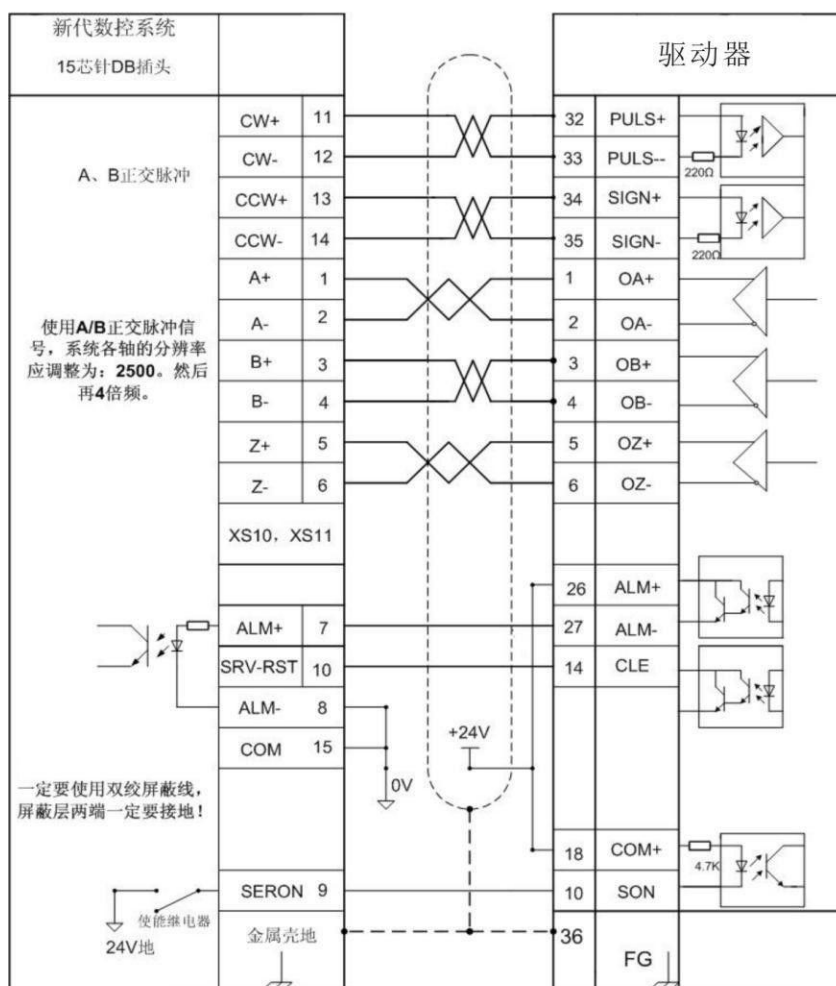 新代数控系统
15芯针DB插头
驱动器
CW+ 11 32 PULS+
CW- 12 33 PULS--
220Ω
A、B正交脉冲
CCW+ 13 34 SIGN+
CCW- 14 35 SIGN-
220Ω
A+ 1 1 OA+
A- 2 2 OA-
使用A/B正交脉冲信
号，系统各轴的分辨率
应调整为：2500。然后
再4倍频。
B+ 3 3 OB+
B- 4 4 OB-
Z+ 5 5 OZ+
Z- 6 6 OZ-
XS10，XS11
26 ALM+
ALM+ 7 27 ALM-
SRV-RST 10 14 CLE
ALM- 8
COM 15
+24V
0V
一定要使用双绞屏蔽线，
屏蔽层两端一定要接地！
18 COM+
4.7K
SERON 9 10 SON
使能继电器
24V地
金属壳地
36
FG